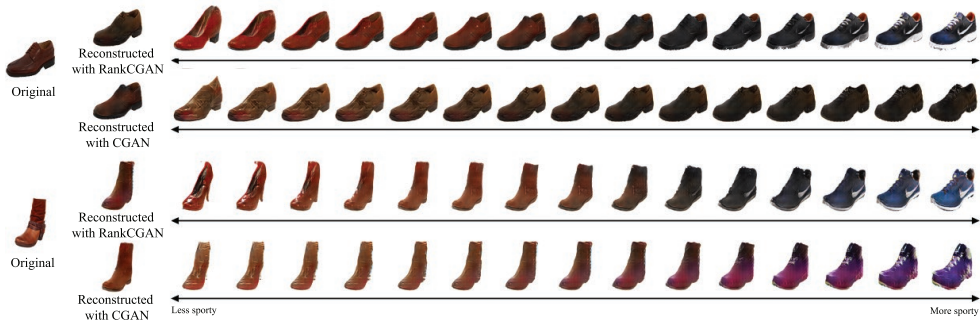 Original
Reconstructed
with RankCGAN
Reconstructed
with CGAN
Original
Reconstructed
with RankCGAN
Reconstructed
with CGAN
Less sporty
More sporty